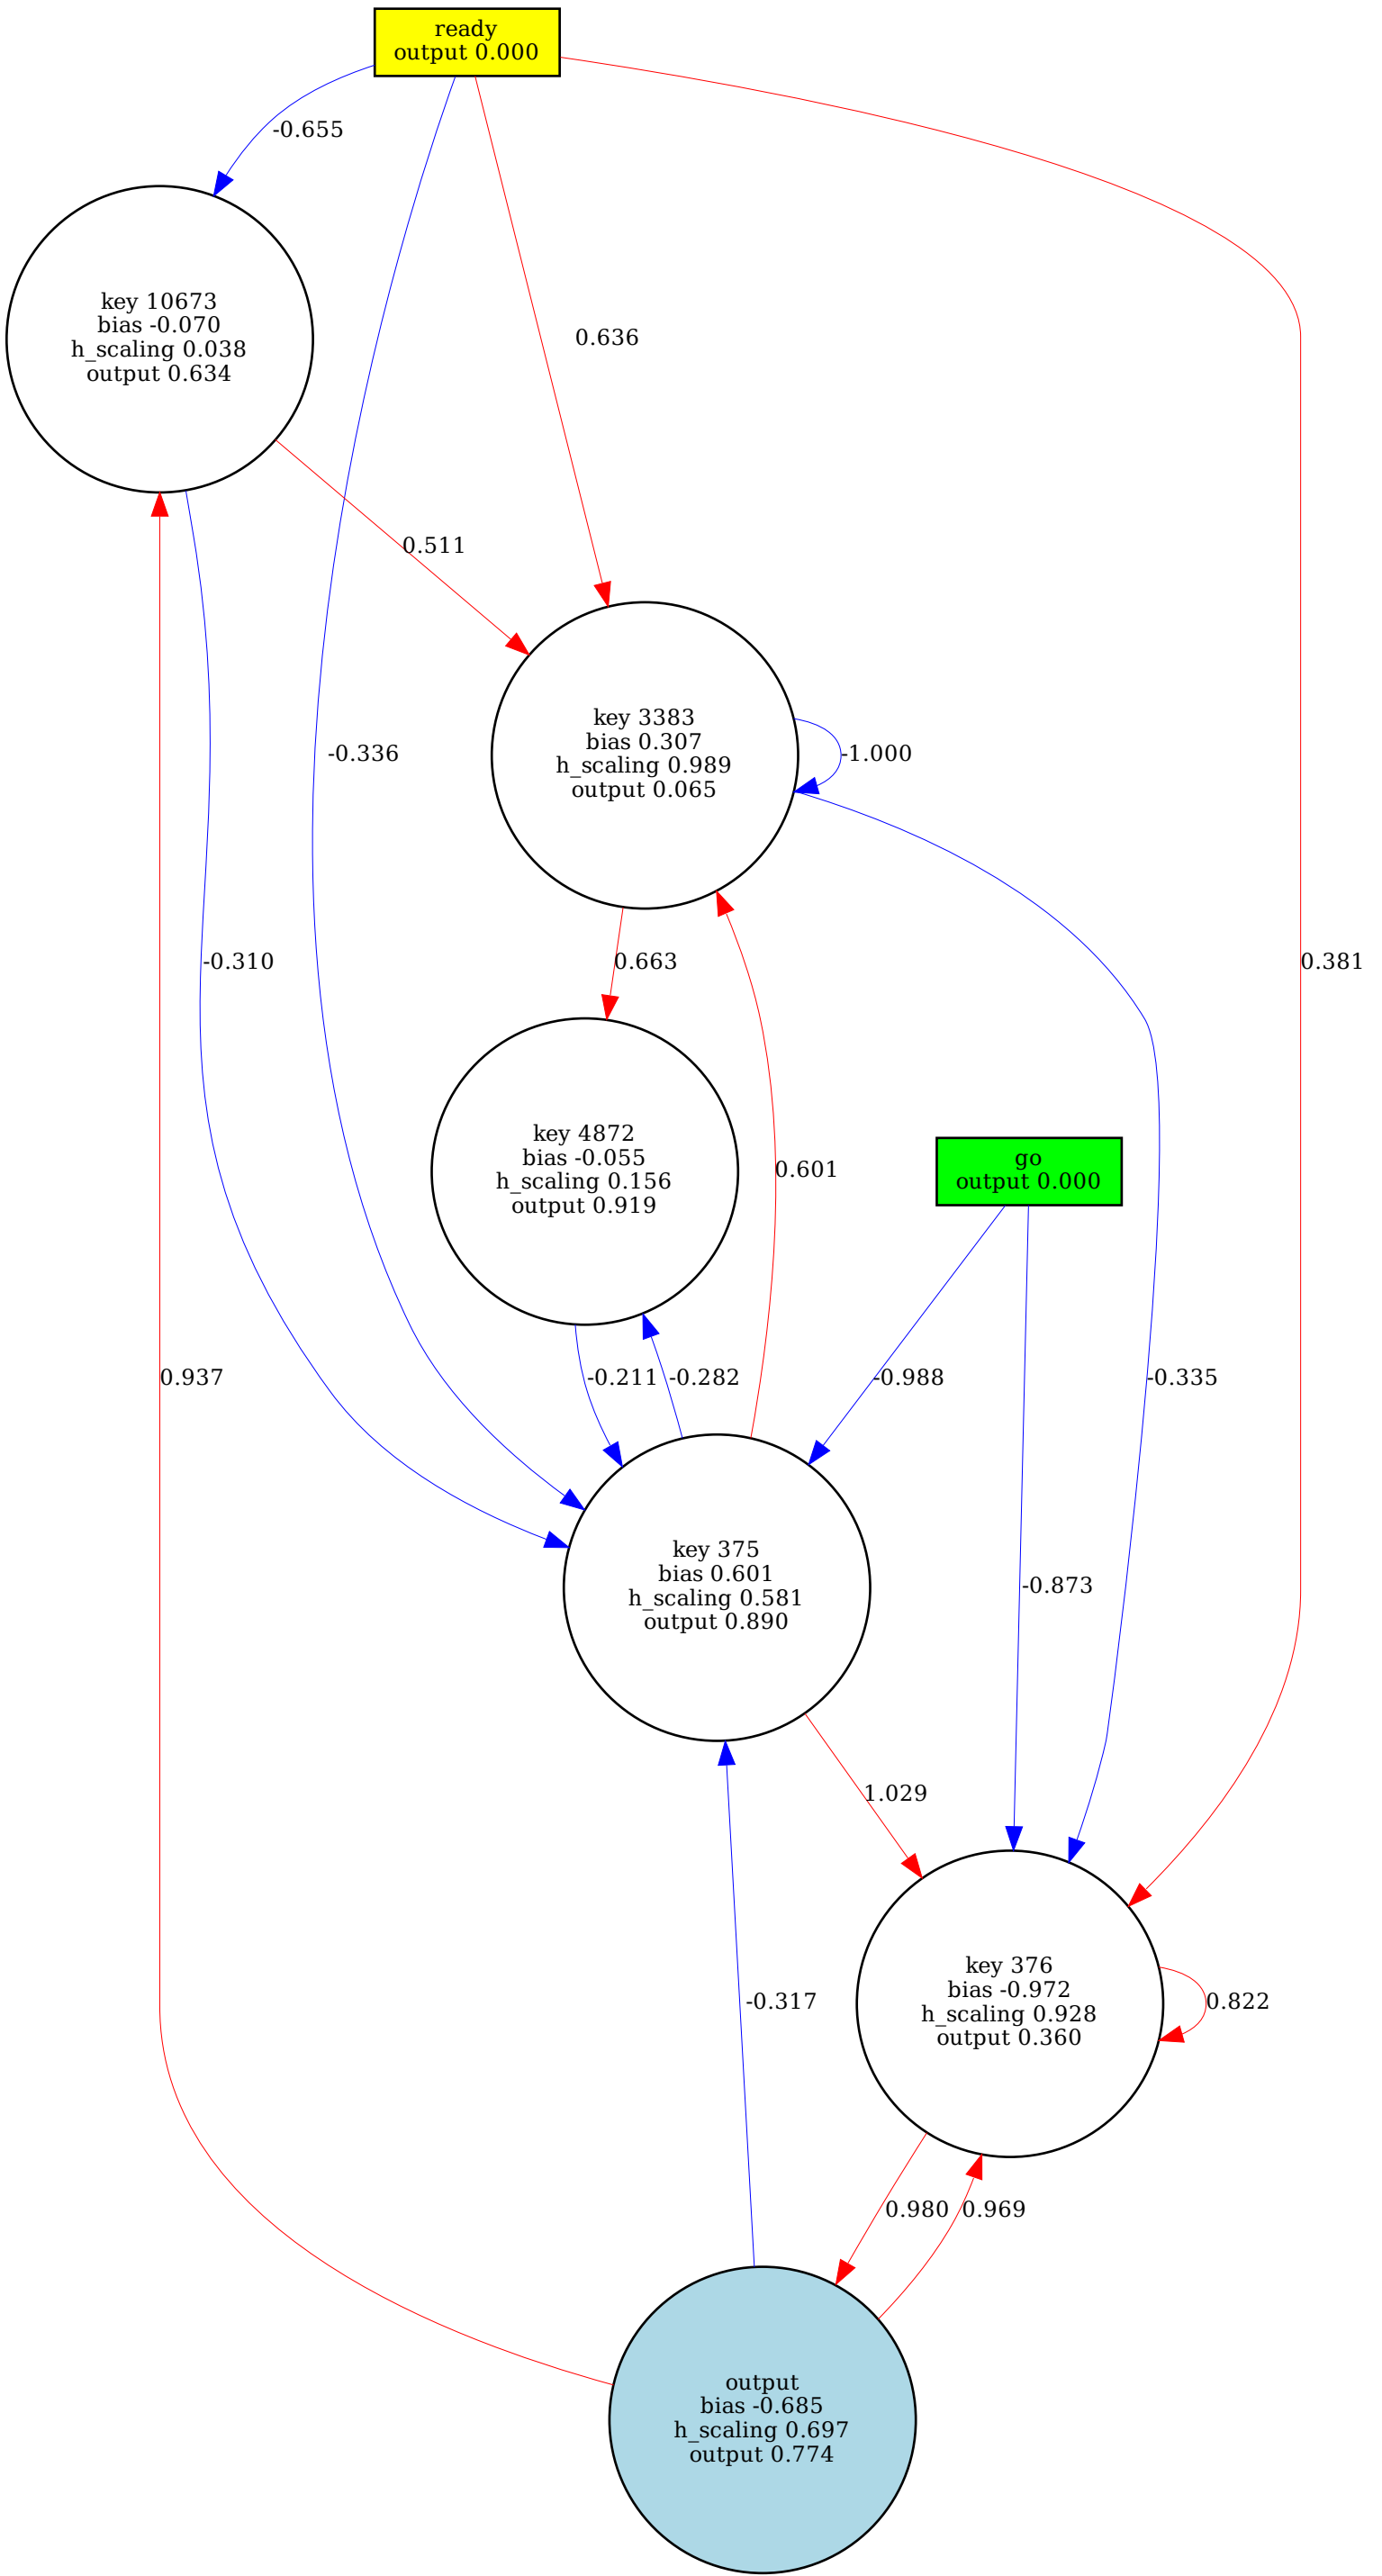 ready
output 0.000
-0.655
key 10673
bias -0.070
h_scaling 0.038
output 0.634
0.636
0.511
key 3383
bias 0.307
h_scaling 0.989
output 0.065
-0.336
-1.000
-0.310
0.663
0.381
key 4872
bias -0.055
h_scaling 0.156
output 0.919
0.601
go
output 0.000
0.937
-0.211
-0.282
-0.988
-0.335
key 375
bias 0.601
h_scaling 0.581
output 0.890
-0.873
1.029
-0.317
key 376
bias -0.972
h_scaling 0.928
output 0.360
0.822
0.980
0.969
output
bias -0.685
h_scaling 0.697
output 0.774